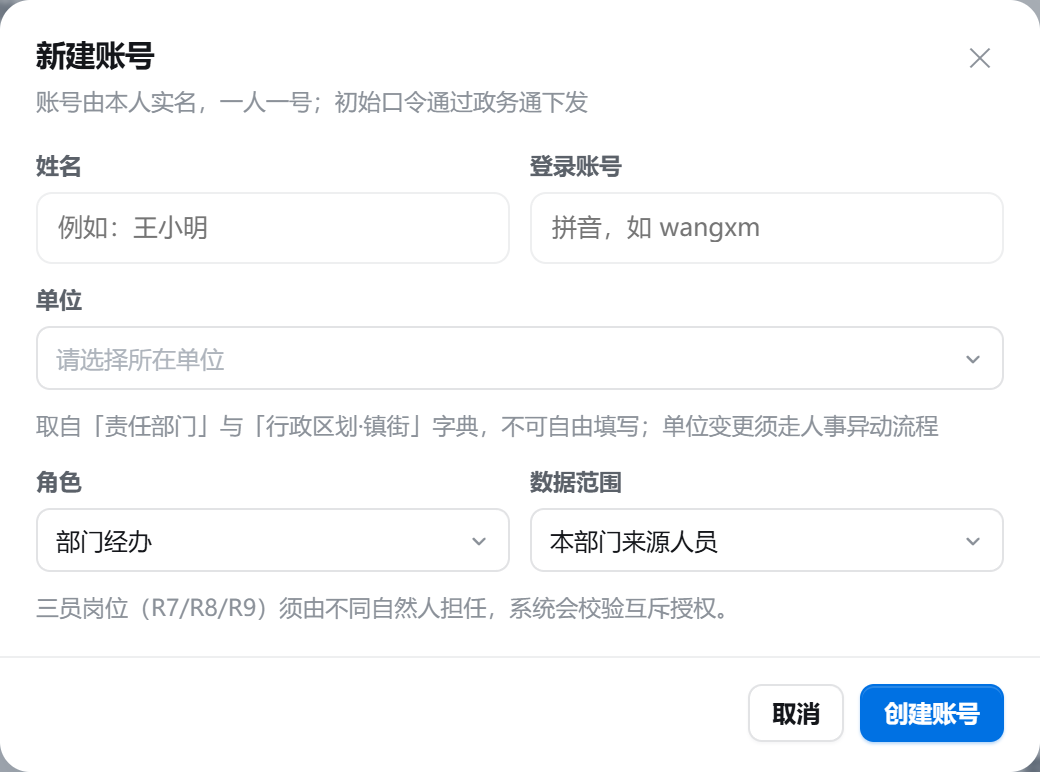 新建账号
账号由本人实名，一人一号；初始口令通过政务通下发
姓名
登录账号
例如：王小明
拼音，如 wangxm
单位
请选择所在单位
取自「责任部门」与「行政区划·镇街」字典，不可自由填写；单位变更须走人事异动流程
角色
数据范围
部门经办
本部门来源人员
三员岗位（R7/R8/R9）须由不同自然人担任，系统会校验互斥授权。
取消
创建账号